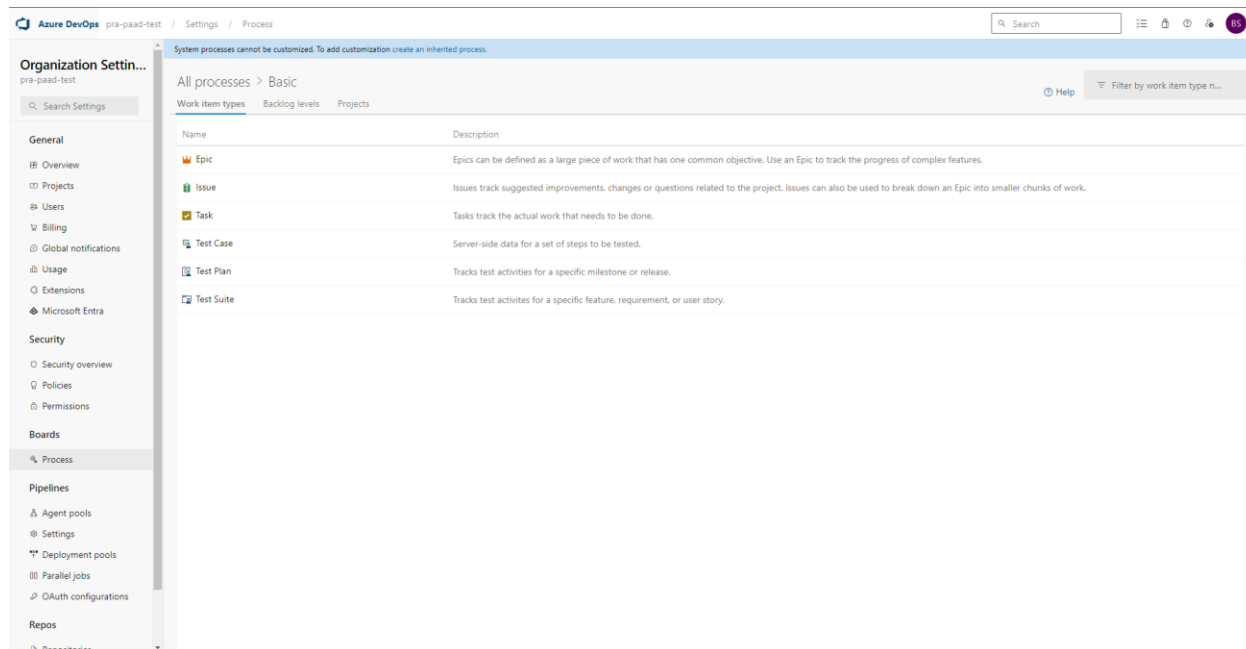 Azure DevOps pra-paad-test / Settings / Process
Search
BS
System processes cannot be customized. To add customization create an inherited process.
Organization Settin...
pra-paad-test
Search Settings
General
Overview
Projects
Users
Billing
Global notifications
Usage
Extensions
Microsoft Entra
Security
Security overview
Policies
Permissions
Boards
Process
Pipelines
Agent pools
Settings
Deployment pools
Parallel jobs
OAuth configurations
Repos
Repositories
All processes > Basic
Help
Filter by work item type n...
Work item types Backlog levels Projects
Name Description
Epic Epics can be defined as a large piece of work that has one common objective. Use an Epic to track the progress of complex features.
Issue Issues track suggested improvements, changes or questions related to the project. Issues can also be used to break down an Epic into smaller chunks of work.
Task Tasks track the actual work that needs to be done.
Test Case Server-side data for a set of steps to be tested.
Test Plan Tracks test activities for a specific milestone or release.
Test Suite Tracks test activites for a specific feature, requirement, or user story.